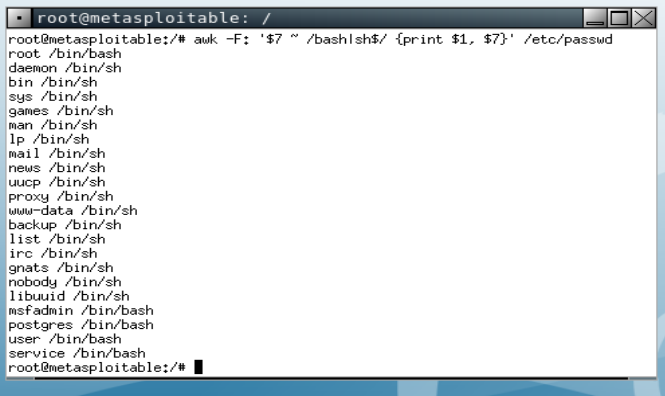 root@metasploitable: /
root@metasploitable:/# awk -F: '$7 ~ /bash|sh$/ {print $1, $7}' /etc/passwd
root /bin/bash
daemon /bin/sh
bin /bin/sh
sys /bin/sh
games /bin/sh
man /bin/sh
lp /bin/sh
mail /bin/sh
news /bin/sh
uucp /bin/sh
proxy /bin/sh
www-data /bin/sh
backup /bin/sh
list /bin/sh
irc /bin/sh
gnats /bin/sh
nobody /bin/sh
libuuid /bin/sh
msfadmin /bin/bash
postgres /bin/bash
user /bin/bash
service /bin/bash
root@metasploitable:/#